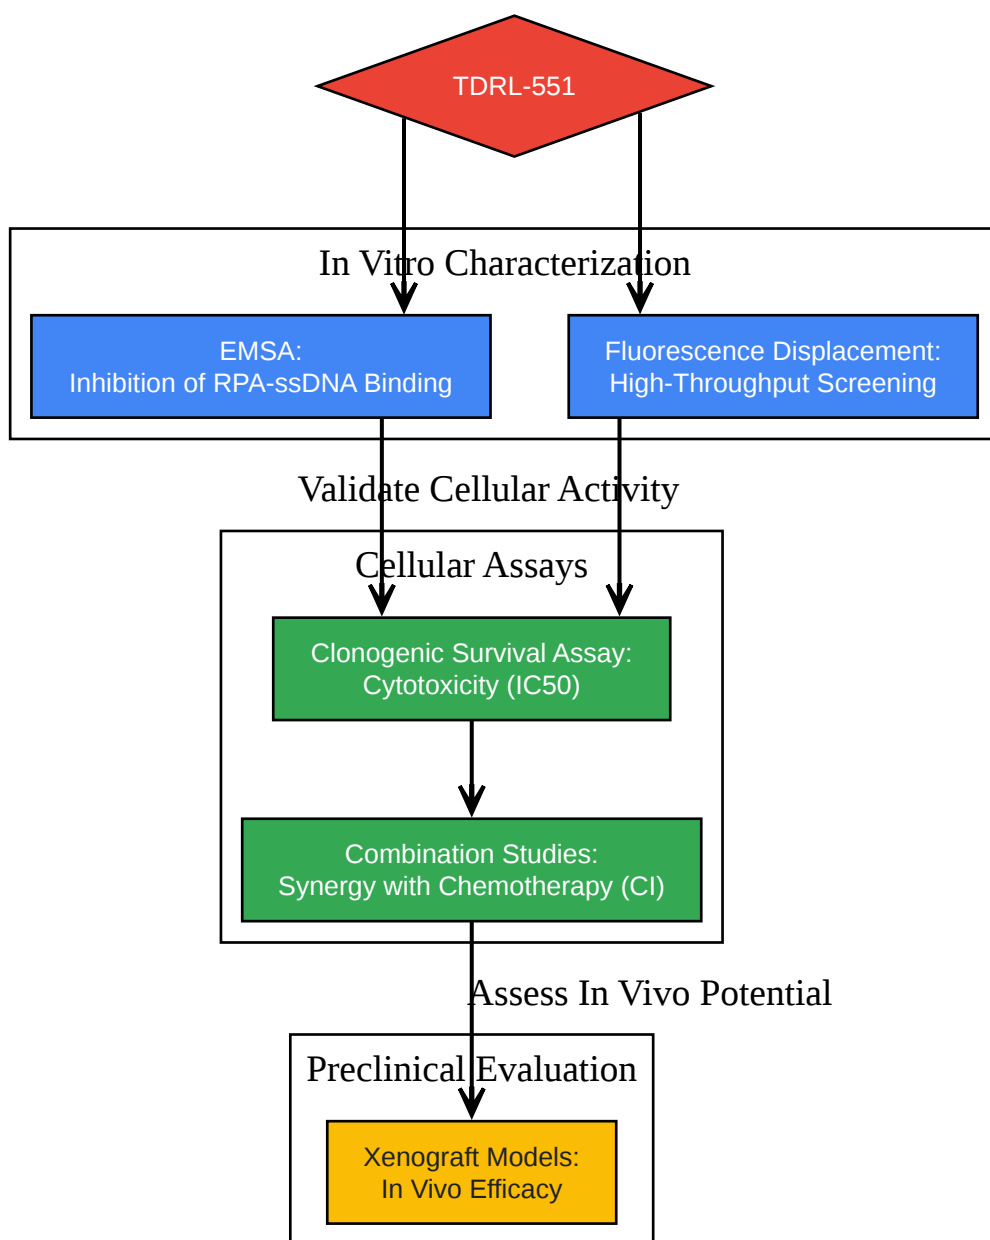 TDRL-551
In Vitro Characterization
EMSA:
Inhibition of RPA-ssDNA Binding
Fluorescence Displacement:
High-Throughput Screening
Validate Cellular Activity
Cellular Assays
Clonogenic Survival Assay:
Cytotoxicity (IC50)
Combination Studies:
Synergy with Chemotherapy (CI)
Assess In Vivo Potential
Preclinical Evaluation
Xenograft Models:
In Vivo Efficacy